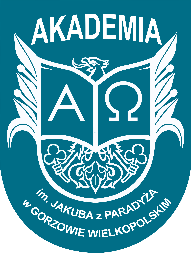 AKADEMIA
Α Ω
im. JAKUBA z PARADYŻA
w GORZOWIE WIELKOPOLSKIM